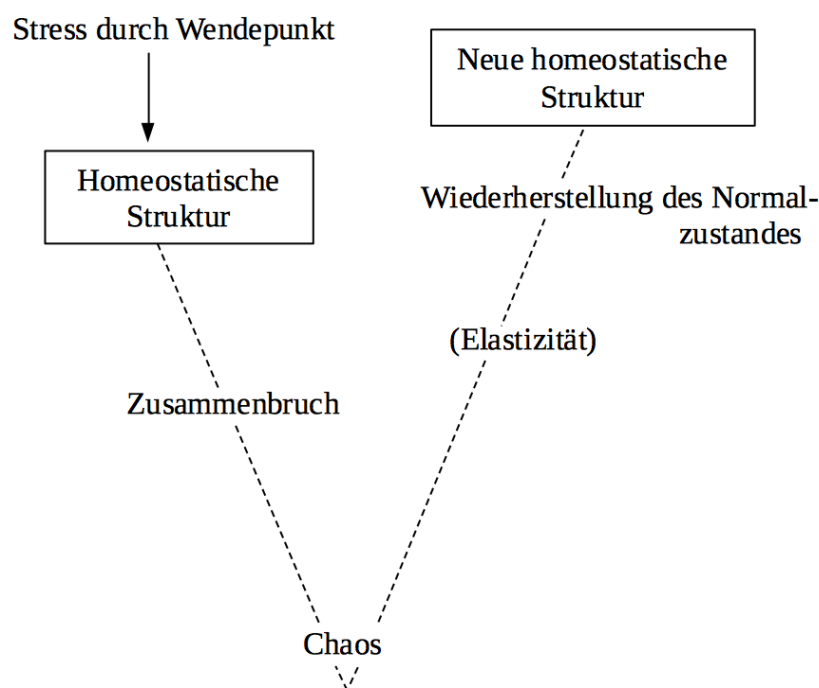 Stress durch Wendepunkt
Homeostatische
Struktur
Zusammenbruch
Chaos
(Elastizität)
Wiederherstellung des Normal-
zustandes
Neue homeostatische
Struktur